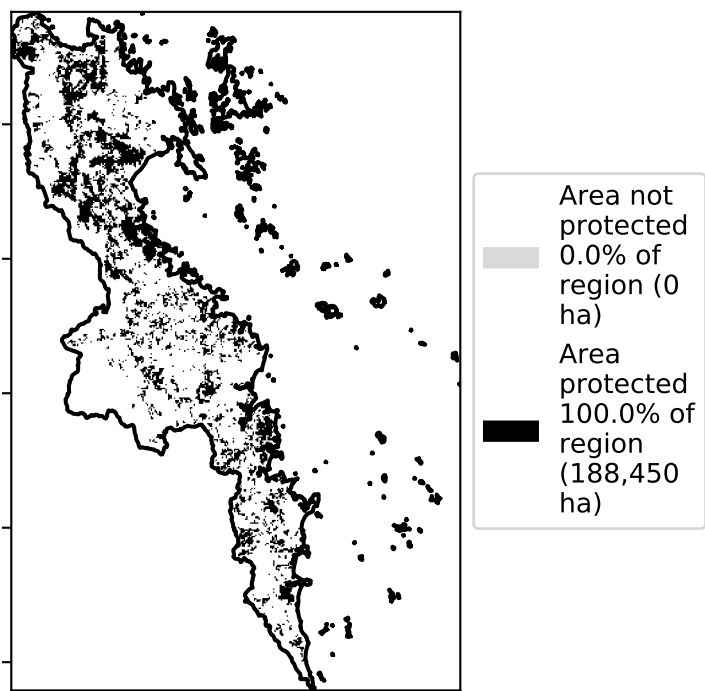 Area not
protected
0.0% of
region (0
ha)
Area
protected
100.0% of
region
(188,450
ha)